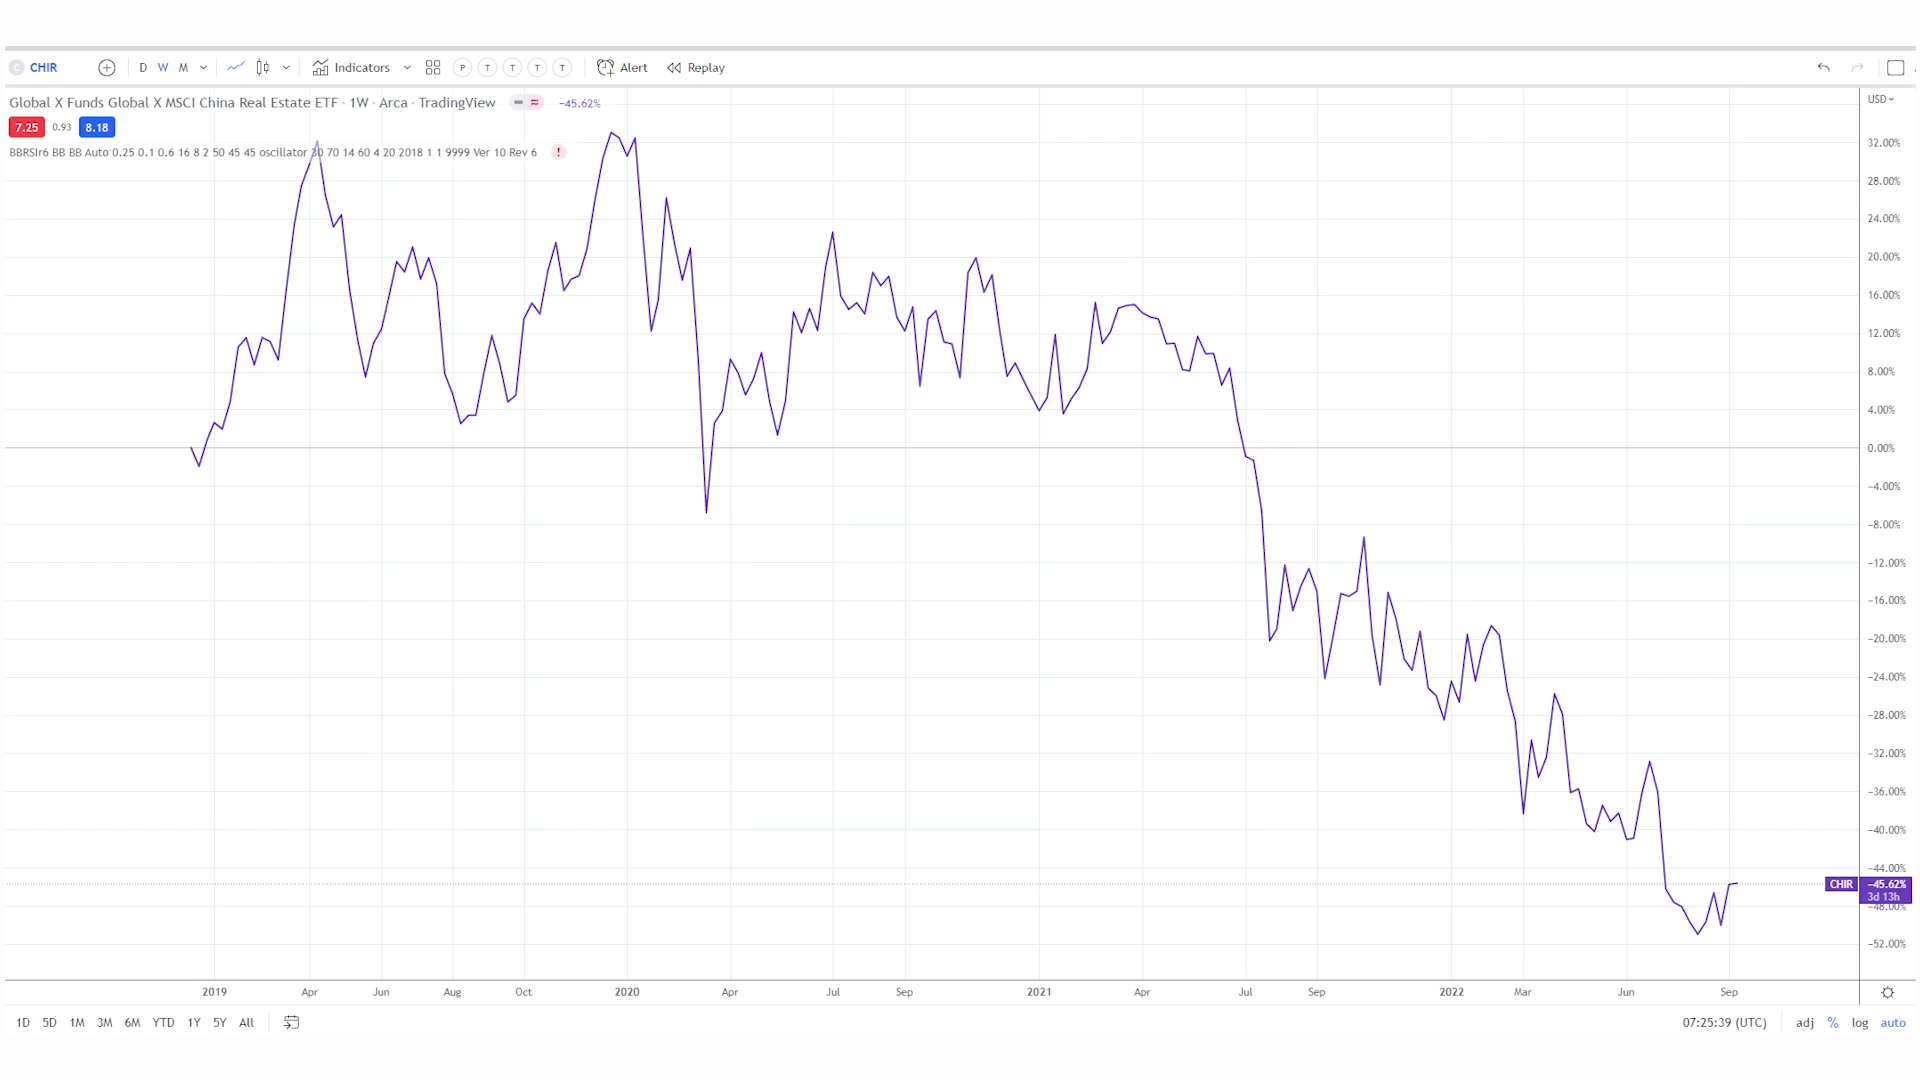 C CHIR D W M Indicators P T T T T Alert Replay
Global X Funds Global X MSCI China Real Estate ETF · 1W · Arca · TradingView −45.62%
USD
7.25 0.93 8.18
BBRSIr6 BB BB Auto 0.25 0.1 0.6 16 8 2 50 45 45 oscillator 30 70 14 60 4 20 2018 1 1 9999 Ver 10 Rev 6 !
32.00%
28.00%
24.00%
20.00%
16.00%
12.00%
8.00%
4.00%
0.00%
−4.00%
−8.00%
−12.00%
−16.00%
−20.00%
−24.00%
−28.00%
−32.00%
−36.00%
−40.00%
−44.00%
CHIR −45.62%
3d 13h
−48.00%
−52.00%
2019 Apr Jun Aug Oct 2020 Apr Jul Sep 2021 Apr Jul Sep 2022 Mar Jun Sep
1D 5D 1M 3M 6M YTD 1Y 5Y All 07:25:39 (UTC) adj % log auto